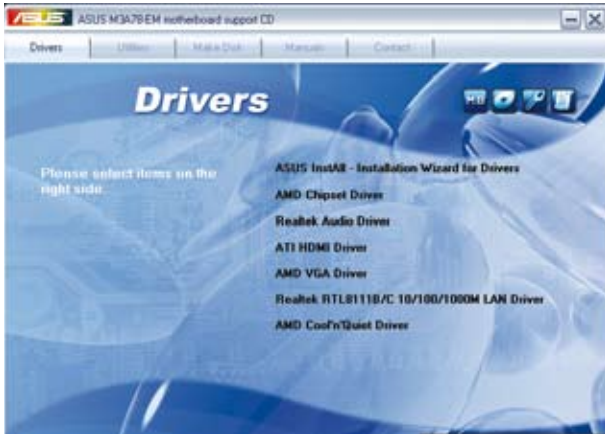 ASUS ASUS M3A78-EM motherboard support CD
Drivers Utilities Make Disk Manuals Contact
Drivers
Please select items on the
right side.
ASUS InstAll - Installation Wizard for Drivers
AMD Chipset Driver
Realtek Audio Driver
ATI HDMI Driver
AMD VGA Driver
Realtek RTL8111B/C 10/100/1000M LAN Driver
AMD Cool'n'Quiet Driver